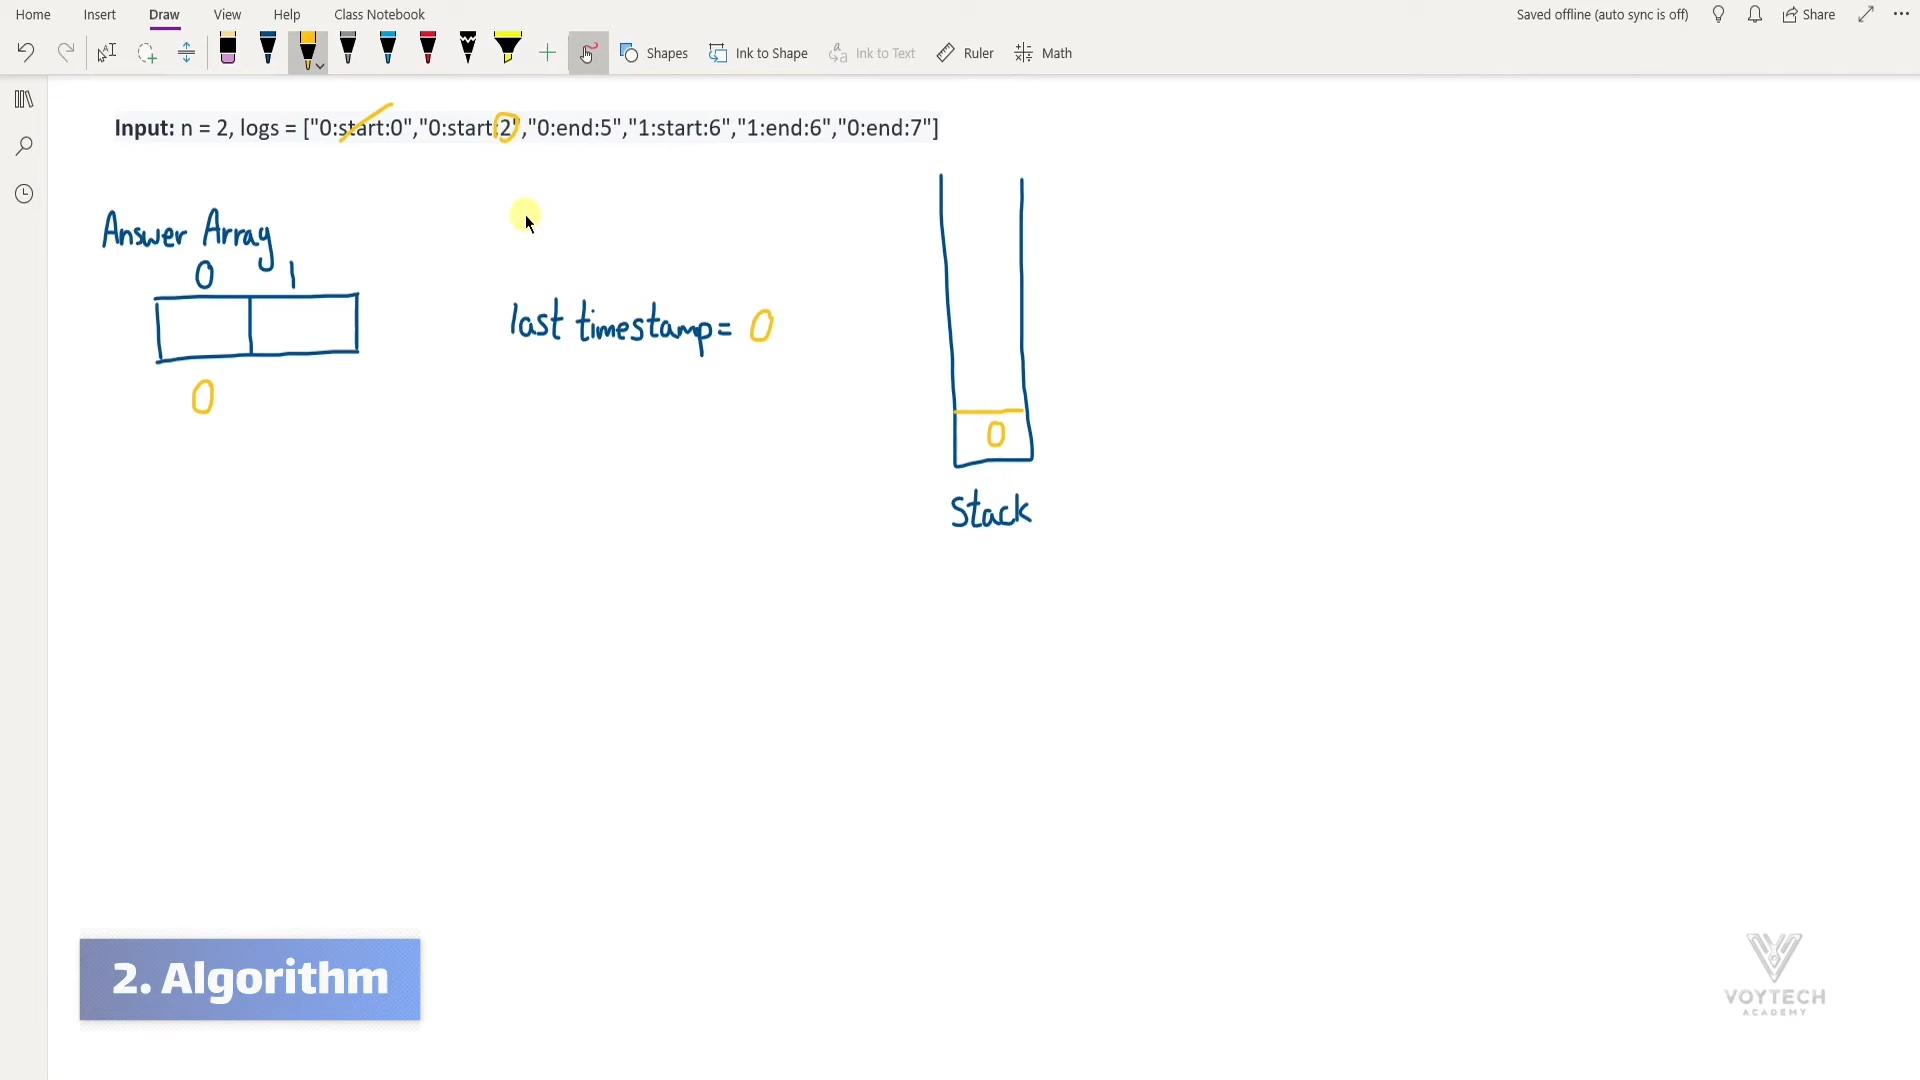 Home Insert Draw View Help Class Notebook Saved offline (auto sync is off) Share
Shapes Ink to Shape Ink to Text Ruler Math
Input: n = 2, logs = ["0:start:0","0:start:2","0:end:5","1:start:6","1:end:6","0:end:7"]
Answer Array
0 1
last timestamp= 0
0
0
Stack
2. Algorithm
VOYTECH
ACADEMY